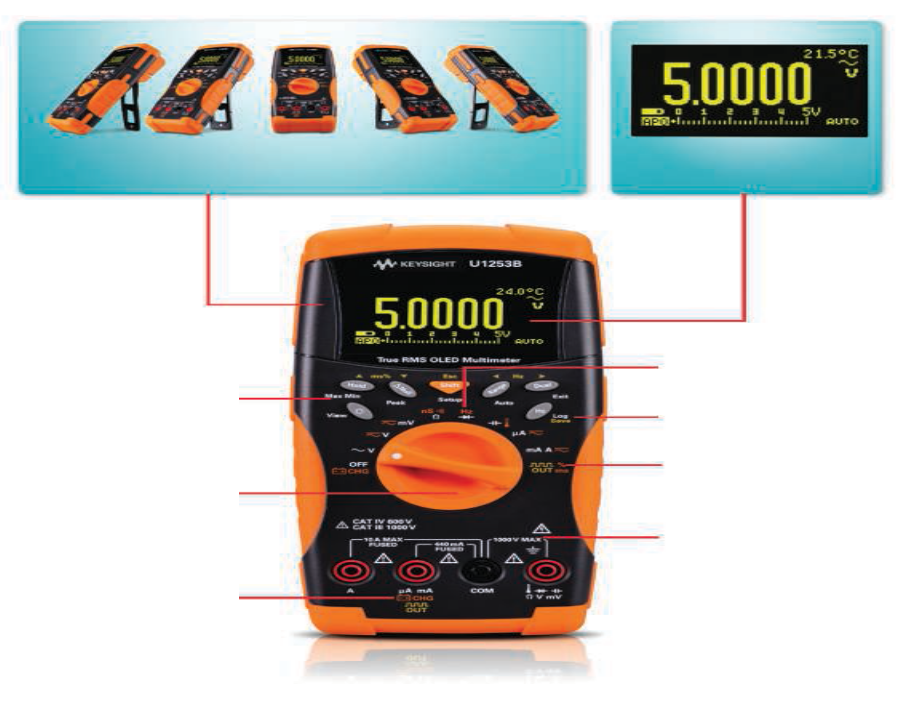 5.0000
21.5°C
V
5.0000
0 1 2 3 4 5V
APO AUTO
KEYSIGHT U1253B
24.0°C
V
5.0000
0 1 2 3 4 5V
APO AUTO
True RMS OLED Multimeter
ms% Esc Hz
Hold Shift Dual
Max Min Peak Setup Auto Exit
View Hz Log
Save
nS Ω Hz
mV μA
V mA A
~ V
OFF
CHG
% OUT ms
CAT IV 600 V
CAT III 1000 V
10 A MAX
FUSED
440 mA
FUSED
1000 V MAX
A μA mA COM Ω V mV
CHG
OUT